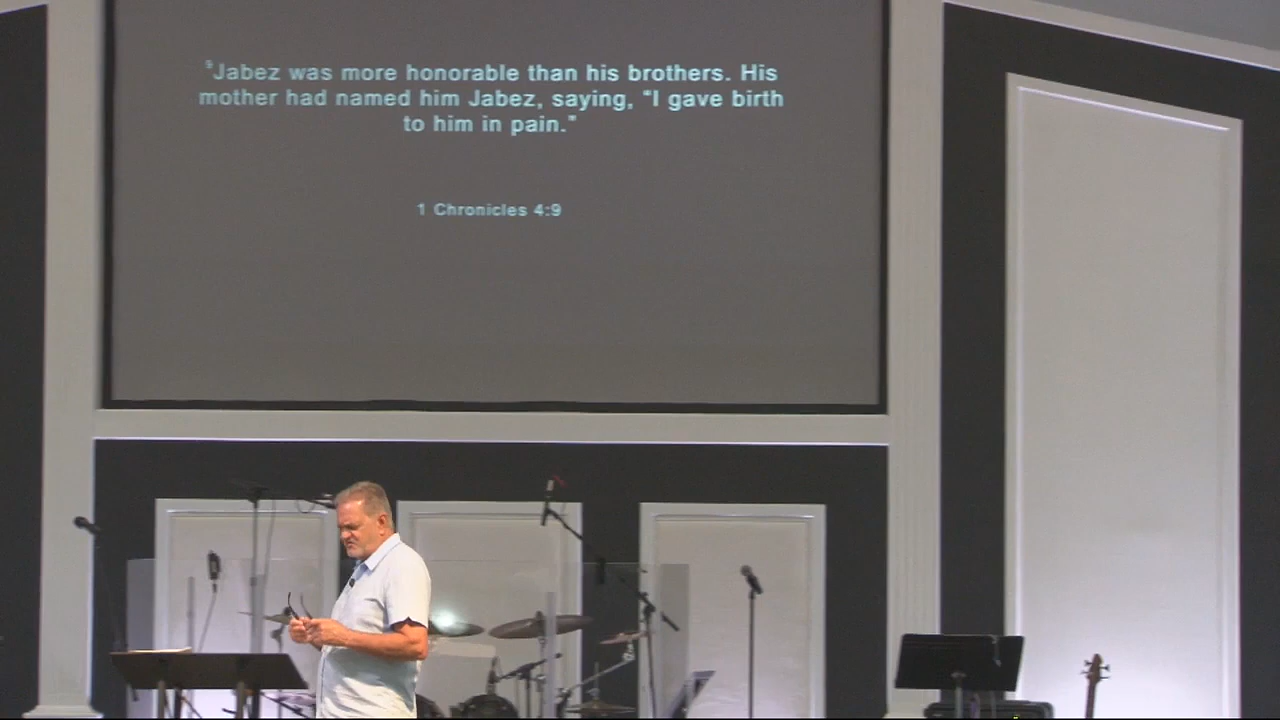 ⁹Jabez was more honorable than his brothers. His
mother had named him Jabez, saying, “I gave birth
to him in pain.”
1 Chronicles 4:9